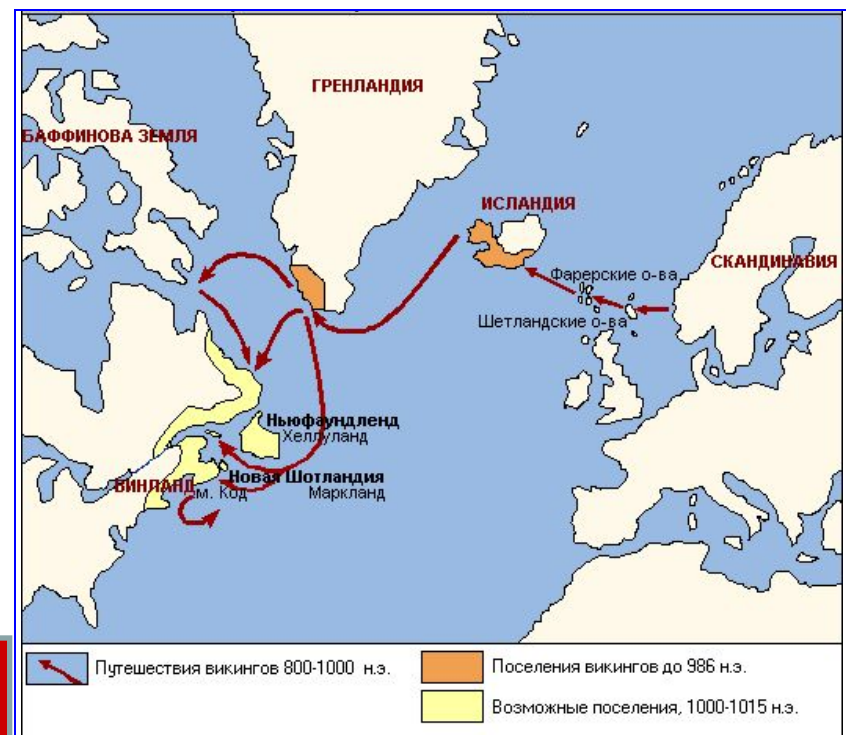 ГРЕНЛАНДИЯ
БАФФИНОВА ЗЕМЛЯ
ИСЛАНДИЯ
СКАНДИНАВИЯ
Фарерские о-ва
Шетландские о-ва
Ньюфаундленд
Хеллуланд
Новая Шотландия
ВИНЛАНД
м. Код
Маркланд
Путешествия викингов 800-1000 н.э.
Поселения викингов до 986 н.э.
Возможные поселения, 1000-1015 н.э.